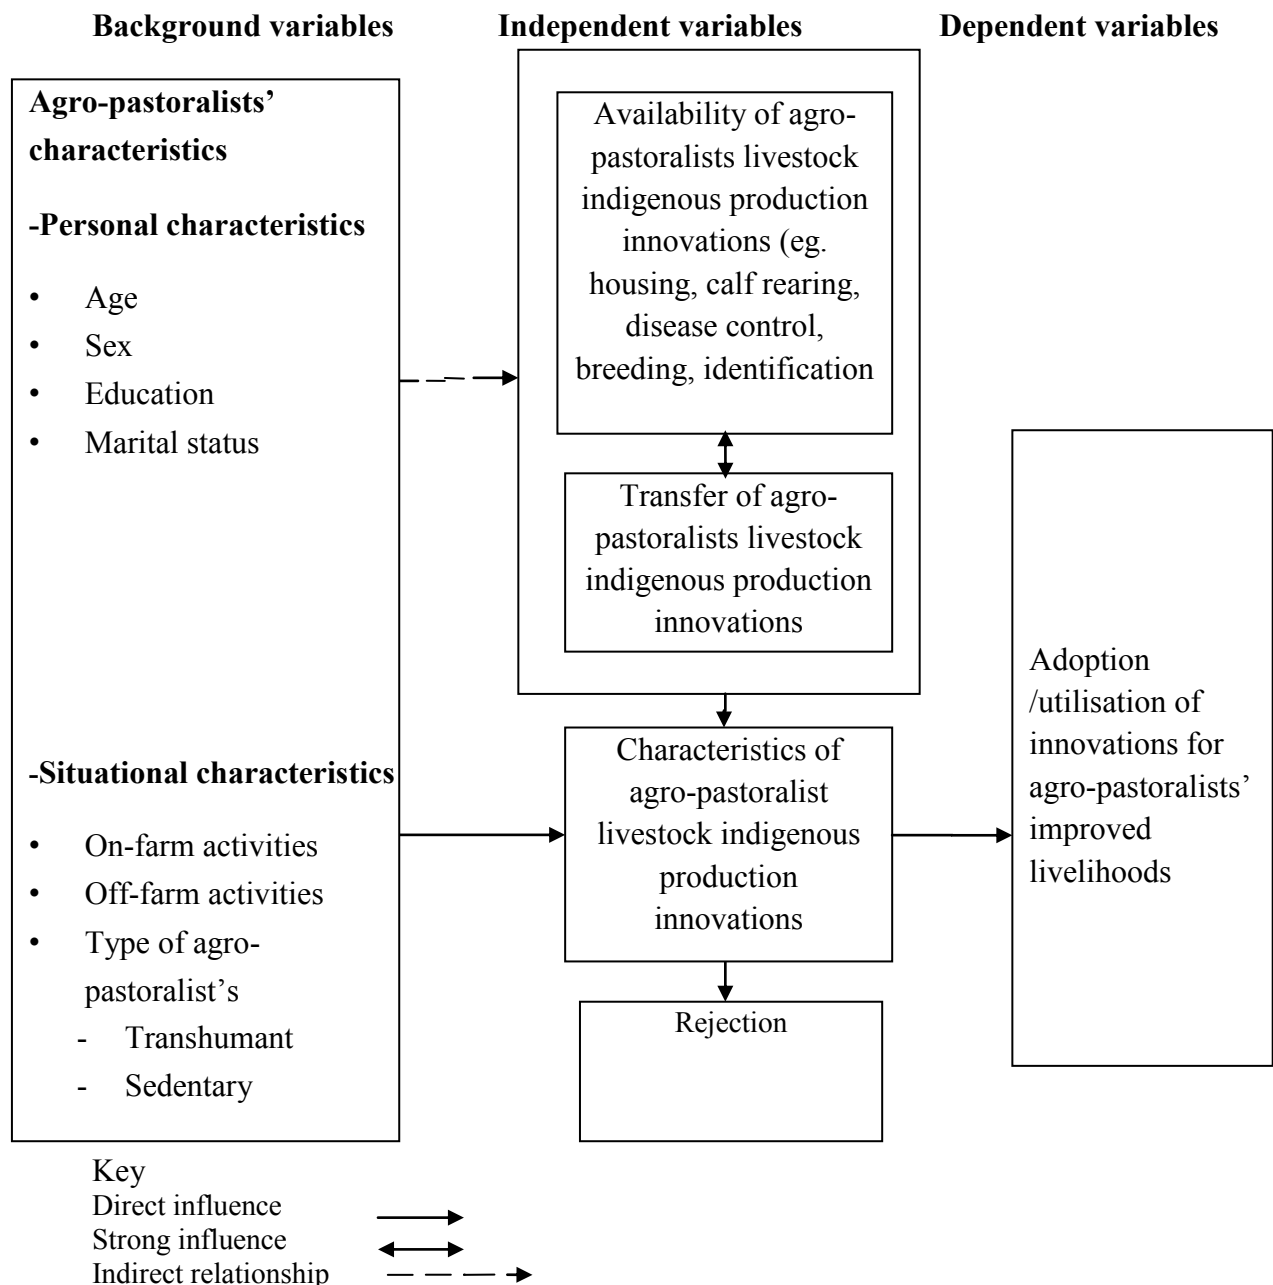 Background variables
Independent variables
Dependent variables
Agro-pastoralists’
characteristics
-Personal characteristics
• Age
• Sex
• Education
• Marital status
-Situational characteristics
• On-farm activities
• Off-farm activities
• Type of agro-
pastoralist’s
- Transhumant
- Sedentary
Availability of agro-
pastoralists livestock
indigenous production
innovations (eg.
housing, calf rearing,
disease control,
breeding, identification
Transfer of agro-
pastoralists livestock
indigenous production
innovations
Characteristics of
agro-pastoralist
livestock indigenous
production
innovations
Rejection
Adoption
/utilisation of
innovations for
agro-pastoralists’
improved
livelihoods
Key
Direct influence
Strong influence
Indirect relationship